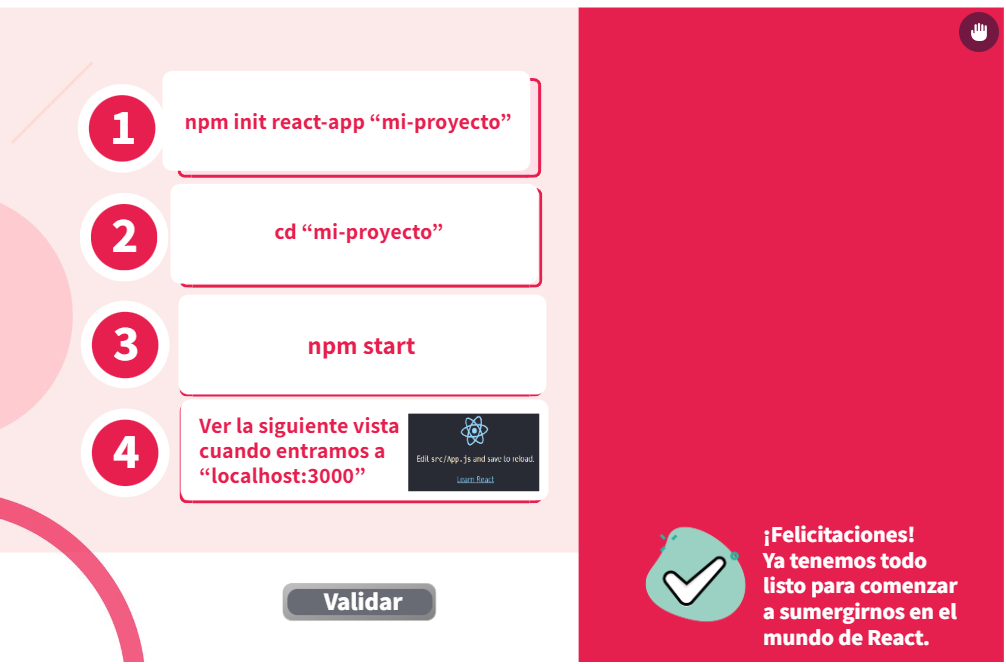 1
npm init react-app “mi-proyecto”
2
cd “mi-proyecto”
3
npm start
4
Ver la siguiente vista
cuando entramos a
“localhost:3000”
Edit src/App.js and save to reload.
Learn React
Validar
¡Felicitaciones!
Ya tenemos todo
listo para comenzar
a sumergirnos en el
mundo de React.